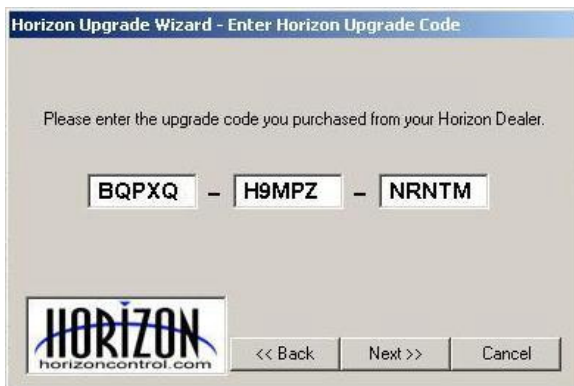 Horizon Upgrade Wizard - Enter Horizon Upgrade Code
Please enter the upgrade code you purchased from your Horizon Dealer.
BQPXQ - H9MPZ - NRNTM
HORIZON
horizoncontrol.com
<< Back Next >> Cancel